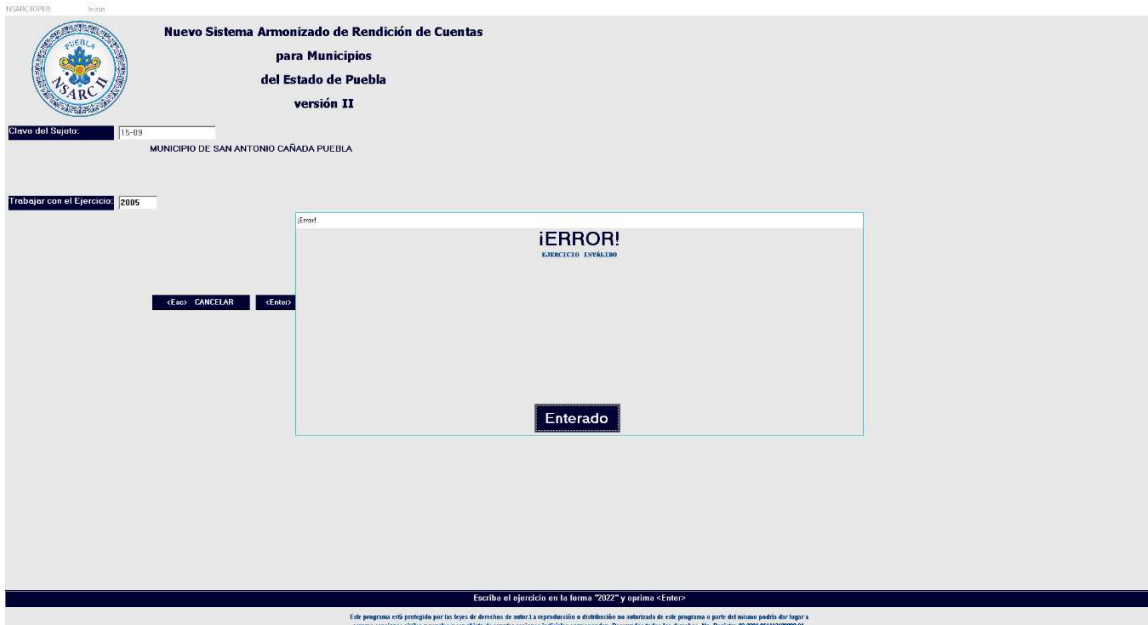 NSARCIIOPER: Inicio
PUEBLA
NSARC II
Nuevo Sistema Armonizado de Rendición de Cuentas
para Municipios
del Estado de Puebla
versión II
Clave del Sujeto: 15-09
MUNICIPIO DE SAN ANTONIO CAÑADA PUEBLA
Trabajar con el Ejercicio: 2005
¡Error!
¡ERROR!
EJERCICIO INVÁLIDO
<Esc> CANCELAR <Enter>
Enterado
Escriba el ejercicio en la forma "2022" y oprima <Enter>
Este programa está protegido por las leyes de derechos de autor.La reproducción o distribución no autorizada de este programa o parte del mismo podría dar lugar a